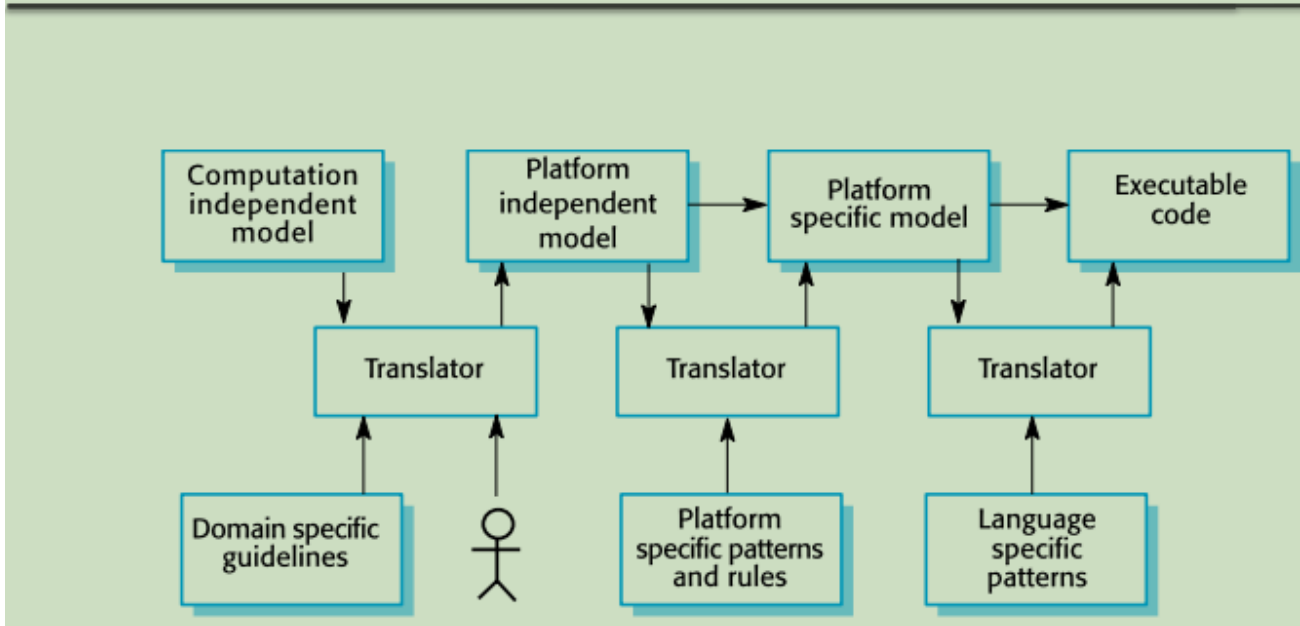 Computation
independent
model
Platform
independent
model
Platform
specific model
Executable
code
Translator
Translator
Translator
Domain specific
guidelines
Platform
specific patterns
and rules
Language
specific
patterns